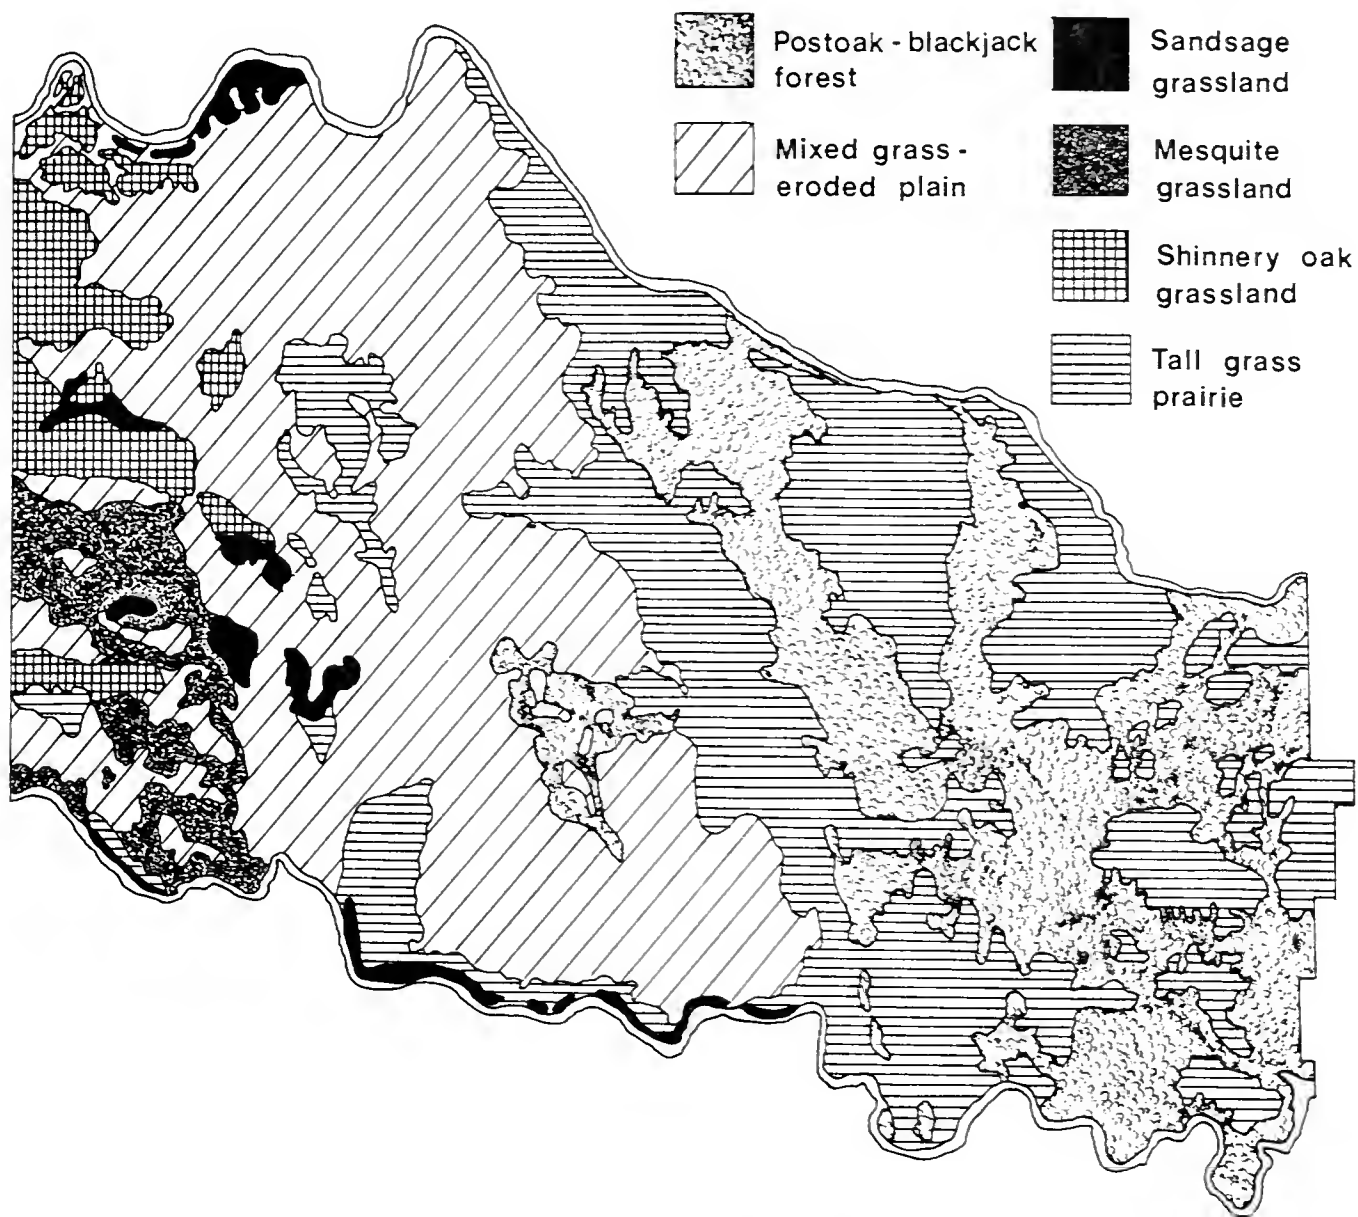 Postoak - blackjack
forest
Mixed grass -
eroded plain
Sandsage
grassland
Mesquite
grassland
Shinnery oak
grassland
Tall grass
prairie